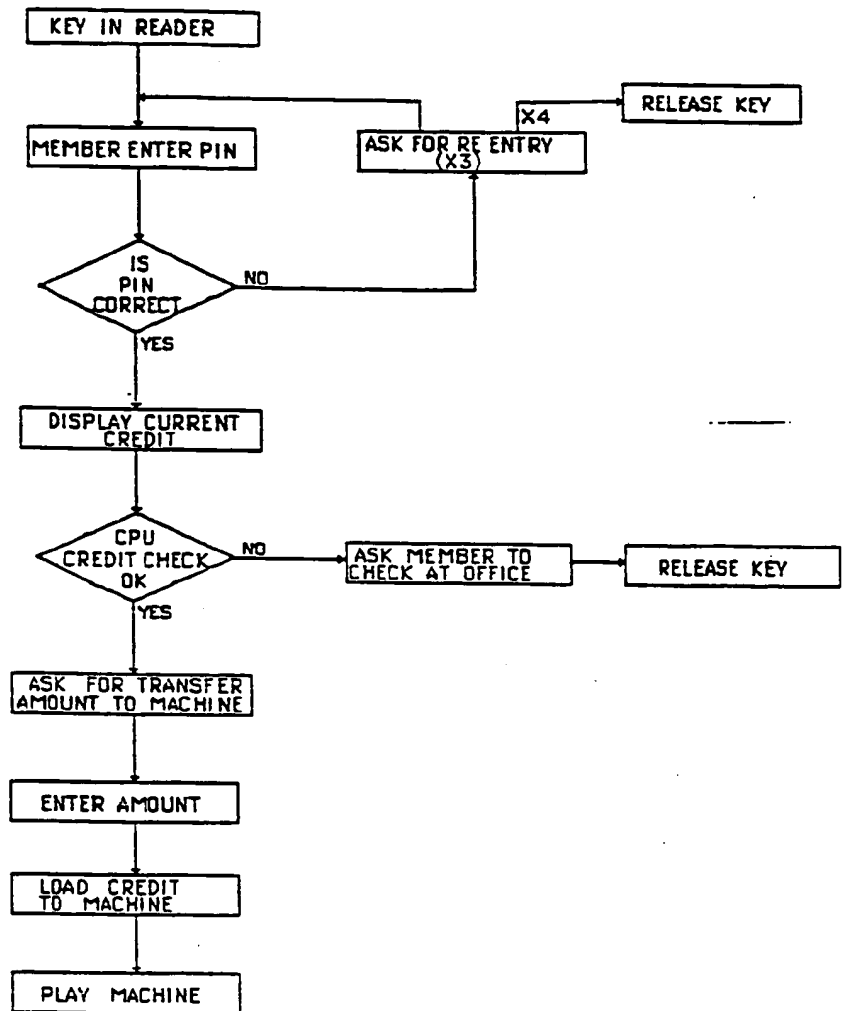 KEY IN READER
RELEASE KEY
X4
MEMBER ENTER PIN
ASK FOR RE ENTRY
(X3)
IS
PIN
CORRECT
NO
YES
DISPLAY CURRENT
CREDIT
CPU
CREDIT CHECK
OK
NO
ASK MEMBER TO
CHECK AT OFFICE
RELEASE KEY
YES
ASK FOR TRANSFER
AMOUNT TO MACHINE
ENTER AMOUNT
LOAD CREDIT
TO MACHINE
PLAY MACHINE